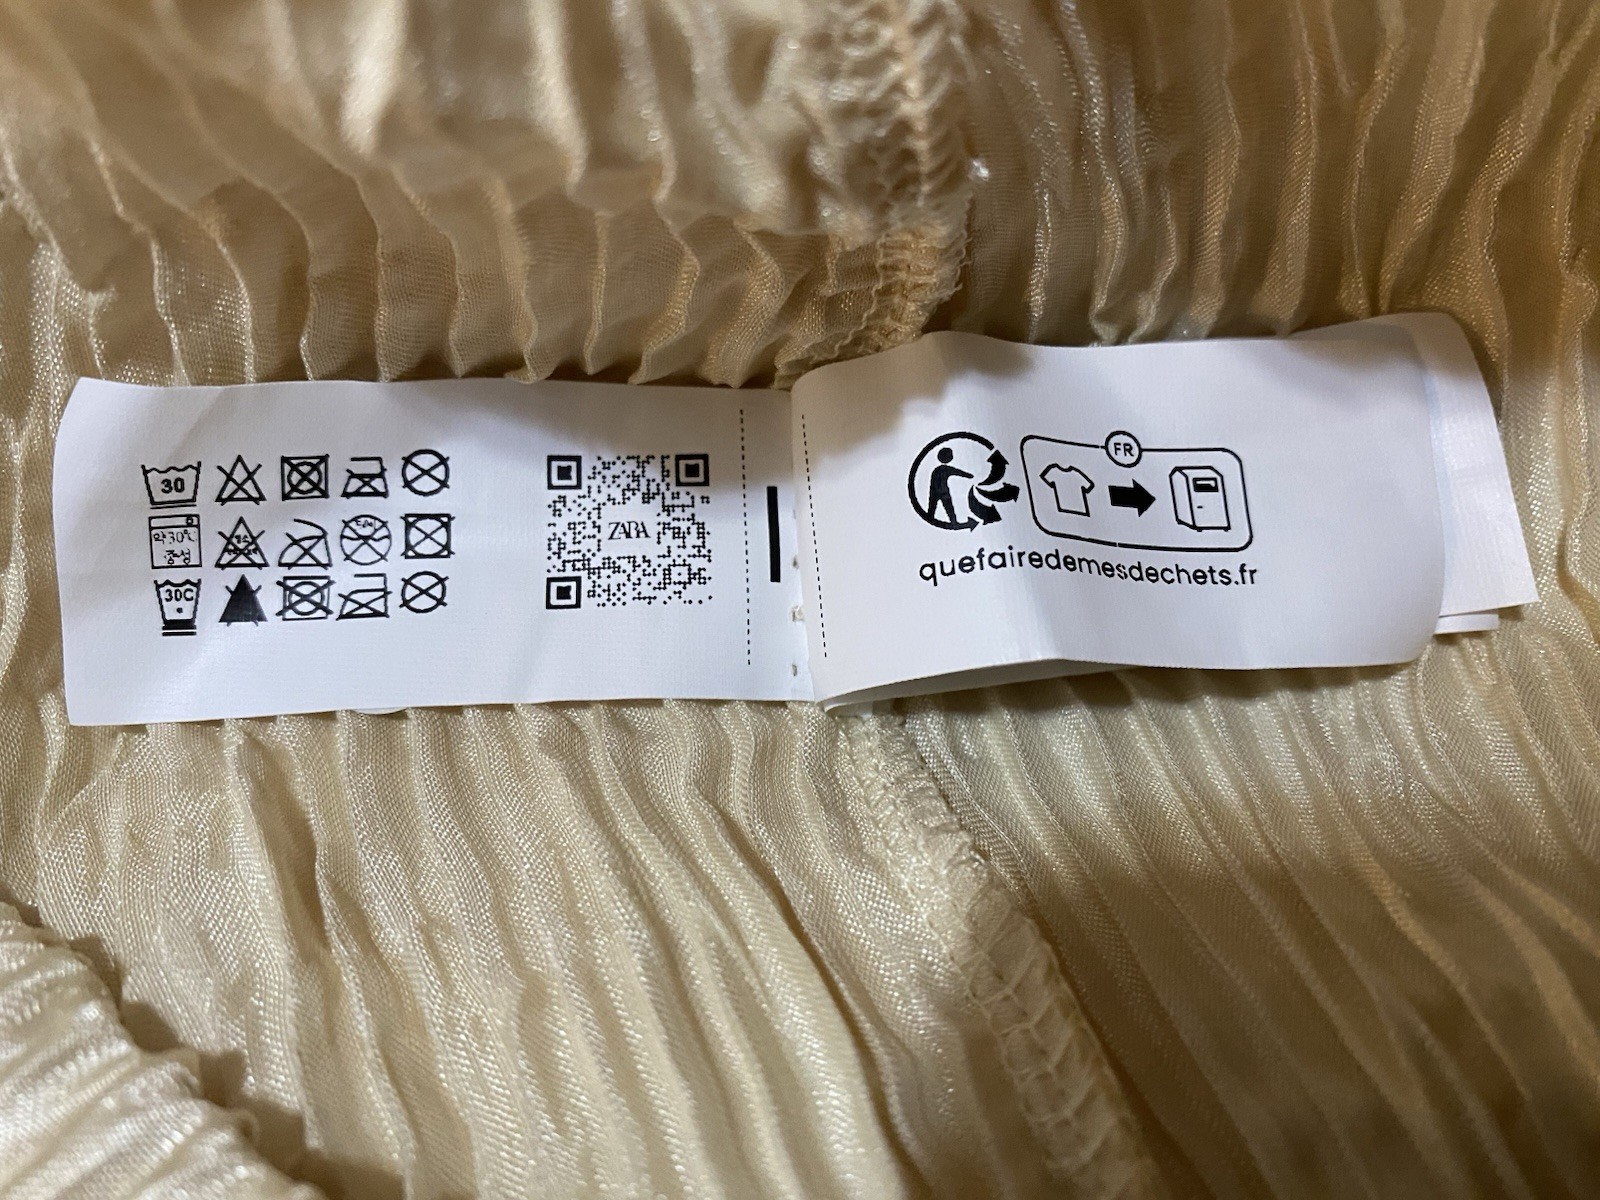 30
약30℃
중성
30C
ZARA
FR
quefairedemesdechets.fr